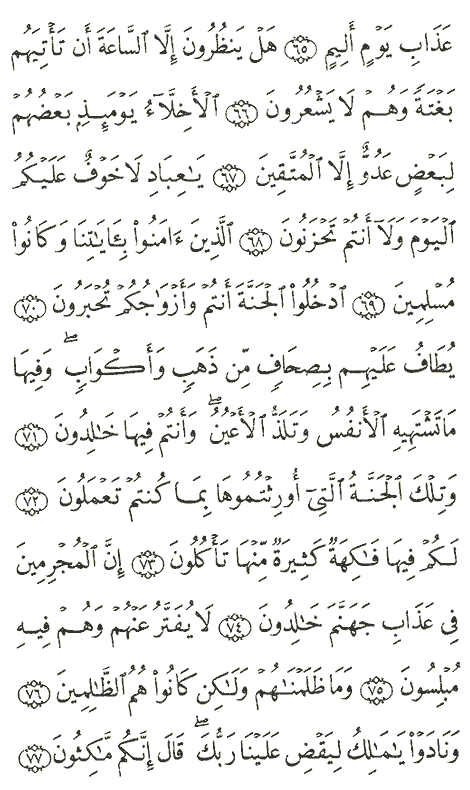 عَذَابِ يَوْمٍ أَلِيمٍ ٦٥ هَلْ يَنظُرُونَ إِلَّا ٱلسَّاعَةَ أَن تَأْتِيَهُم
بَغْتَةً وَهُمْ لَا يَشْعُرُونَ ٦٦ ٱلْأَخِلَّآءُ يَوْمَئِذِۭ بَعْضُهُمْ
لِبَعْضٍ عَدُوٌّ إِلَّا ٱلْمُتَّقِينَ ٦٧ يَٰعِبَادِ لَا خَوْفٌ عَلَيْكُمُ
ٱلْيَوْمَ وَلَآ أَنتُمْ تَحْزَنُونَ ٦٨ ٱلَّذِينَ ءَامَنُوا۟ بِـَٔايَٰتِنَا وَكَانُوا۟
مُسْلِمِينَ ٦٩ ٱدْخُلُوا۟ ٱلْجَنَّةَ أَنتُمْ وَأَزْوَٰجُكُمْ تُحْبَرُونَ ٧٠
يُطَافُ عَلَيْهِم بِصِحَافٍ مِّن ذَهَبٍ وَأَكْوَابٍ ۖ وَفِيهَا
مَا تَشْتَهِيهِ ٱلْأَنفُسُ وَتَلَذُّ ٱلْأَعْيُنُ ۖ وَأَنتُمْ فِيهَا خَٰلِدُونَ ٧١
وَتِلْكَ ٱلْجَنَّةُ ٱلَّتِىٓ أُورِثْتُمُوهَا بِمَا كُنتُمْ تَعْمَلُونَ ٧٢
لَكُمْ فِيهَا فَٰكِهَةٌ كَثِيرَةٌ مِّنْهَا تَأْكُلُونَ ٧٣ إِنَّ ٱلْمُجْرِمِينَ
فِى عَذَابِ جَهَنَّمَ خَٰلِدُونَ ٧٤ لَا يُفَتَّرُ عَنْهُمْ وَهُمْ فِيهِ
مُبْلِسُونَ ٧٥ وَمَا ظَلَمْنَٰهُمْ وَلَٰكِن كَانُوا۟ هُمُ ٱلظَّٰلِمِينَ ٧٦
وَنَادَوْا۟ يَٰمَٰلِكُ لِيَقْضِ عَلَيْنَا رَبُّكَ ۖ قَالَ إِنَّكُم مَّٰكِثُونَ ٧٧